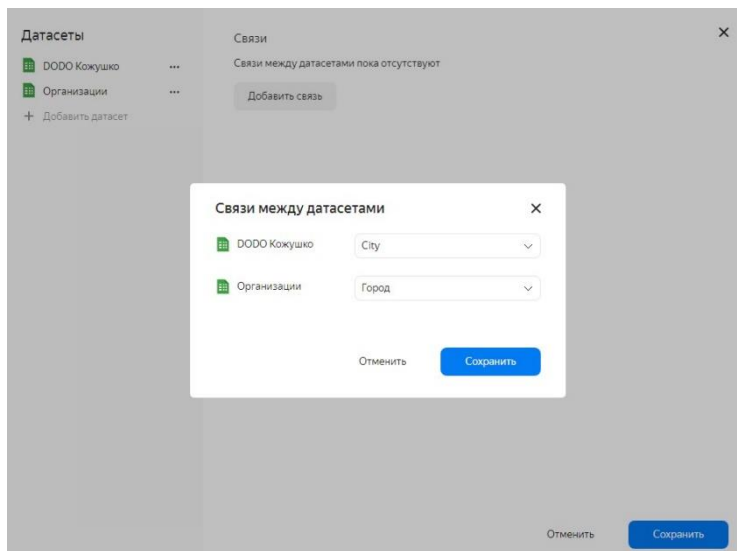 Датасеты
DODO Кожушко ...
Организации ...
+ Добавить датасет
Связи
Связи между датасетами пока отсутствуют
Добавить связь
Связи между датасетами
DODO Кожушко City
Организации Город
Отменить Сохранить
Отменить Сохранить